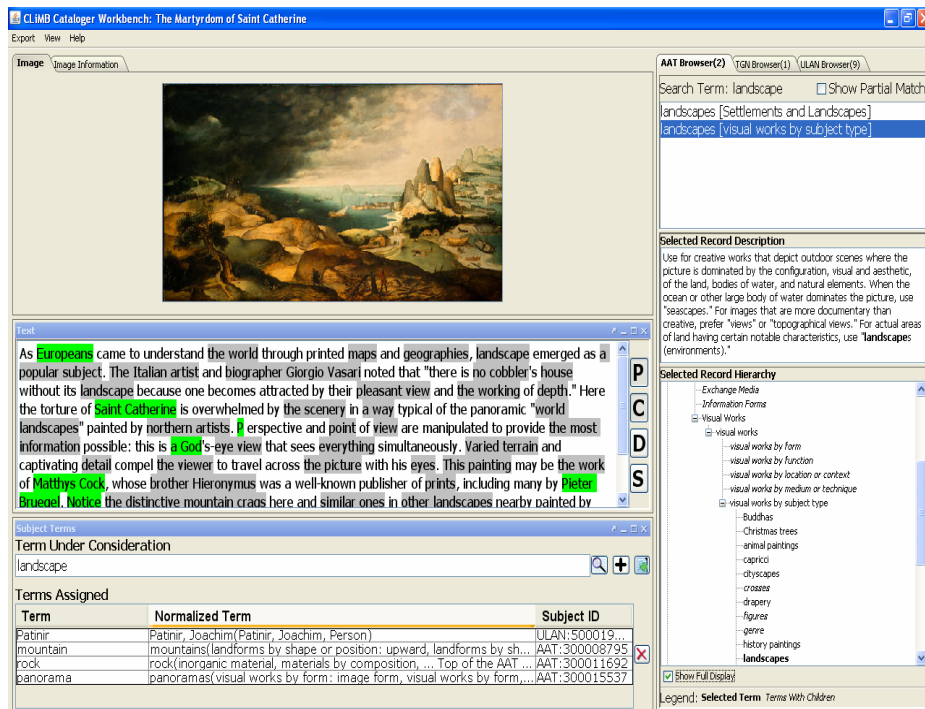 CLiMB Cataloger Workbench: The Martyrdom of Saint Catherine
Export View Help
Image Image Information
Text
As Europeans came to understand the world through printed maps and geographies, landscape emerged as a
popular subject. The Italian artist and biographer Giorgio Vasari noted that "there is no cobbler's house
without its landscape because one becomes attracted by their pleasant view and the working of depth." Here
the torture of Saint Catherine is overwhelmed by the scenery in a way typical of the panoramic "world
landscapes" painted by northern artists. P erspective and point of view are manipulated to provide the most
information possible: this is a God's-eye view that sees everything simultaneously. Varied terrain and
captivating detail compel the viewer to travel across the picture with his eyes. This painting may be the work
of Matthys Cock, whose brother Hieronymus was a well-known publisher of prints, including many by Pieter
Bruegel. Notice the distinctive mountain crags here and similar ones in other landscapes nearby painted by
P
C
D
S
Subject Terms
Term Under Consideration
landscape
Terms Assigned
Term Normalized Term Subject ID
Patinir Patinir, Joachim(Patinir, Joachim, Person) ULAN:500019...
mountain mountains(landforms by shape or position: upward, landforms by sh... AAT:300008795
rock rock(inorganic material, materials by composition, ... Top of the AAT ... AAT:300011692
panorama panoramas(visual works by form: image form, visual works by form,... AAT:300015537
AAT Browser(2) TGN Browser(1) ULAN Browser(9)
Search Term: landscape Show Partial Match
landscapes [Settlements and Landscapes]
landscapes [visual works by subject type]
Selected Record Description
Use for creative works that depict outdoor scenes where the
picture is dominated by the configuration, visual and aesthetic,
of the land, bodies of water, and natural elements. When the
ocean or other large body of water dominates the picture, use
"seascapes." For images that are more documentary than
creative, prefer "views" or "topographical views." For actual areas
of land having certain notable characteristics, use "landscapes
(environments)."
Selected Record Hierarchy
Exchange Media
Information Forms
Visual Works
visual works
visual works by form
visual works by function
visual works by location or context
visual works by medium or technique
visual works by subject type
Buddhas
Christmas trees
animal paintings
capricci
cityscapes
crosses
drapery
figures
genre
history paintings
landscapes
Show Full Display
Legend: Selected Term Terms With Children